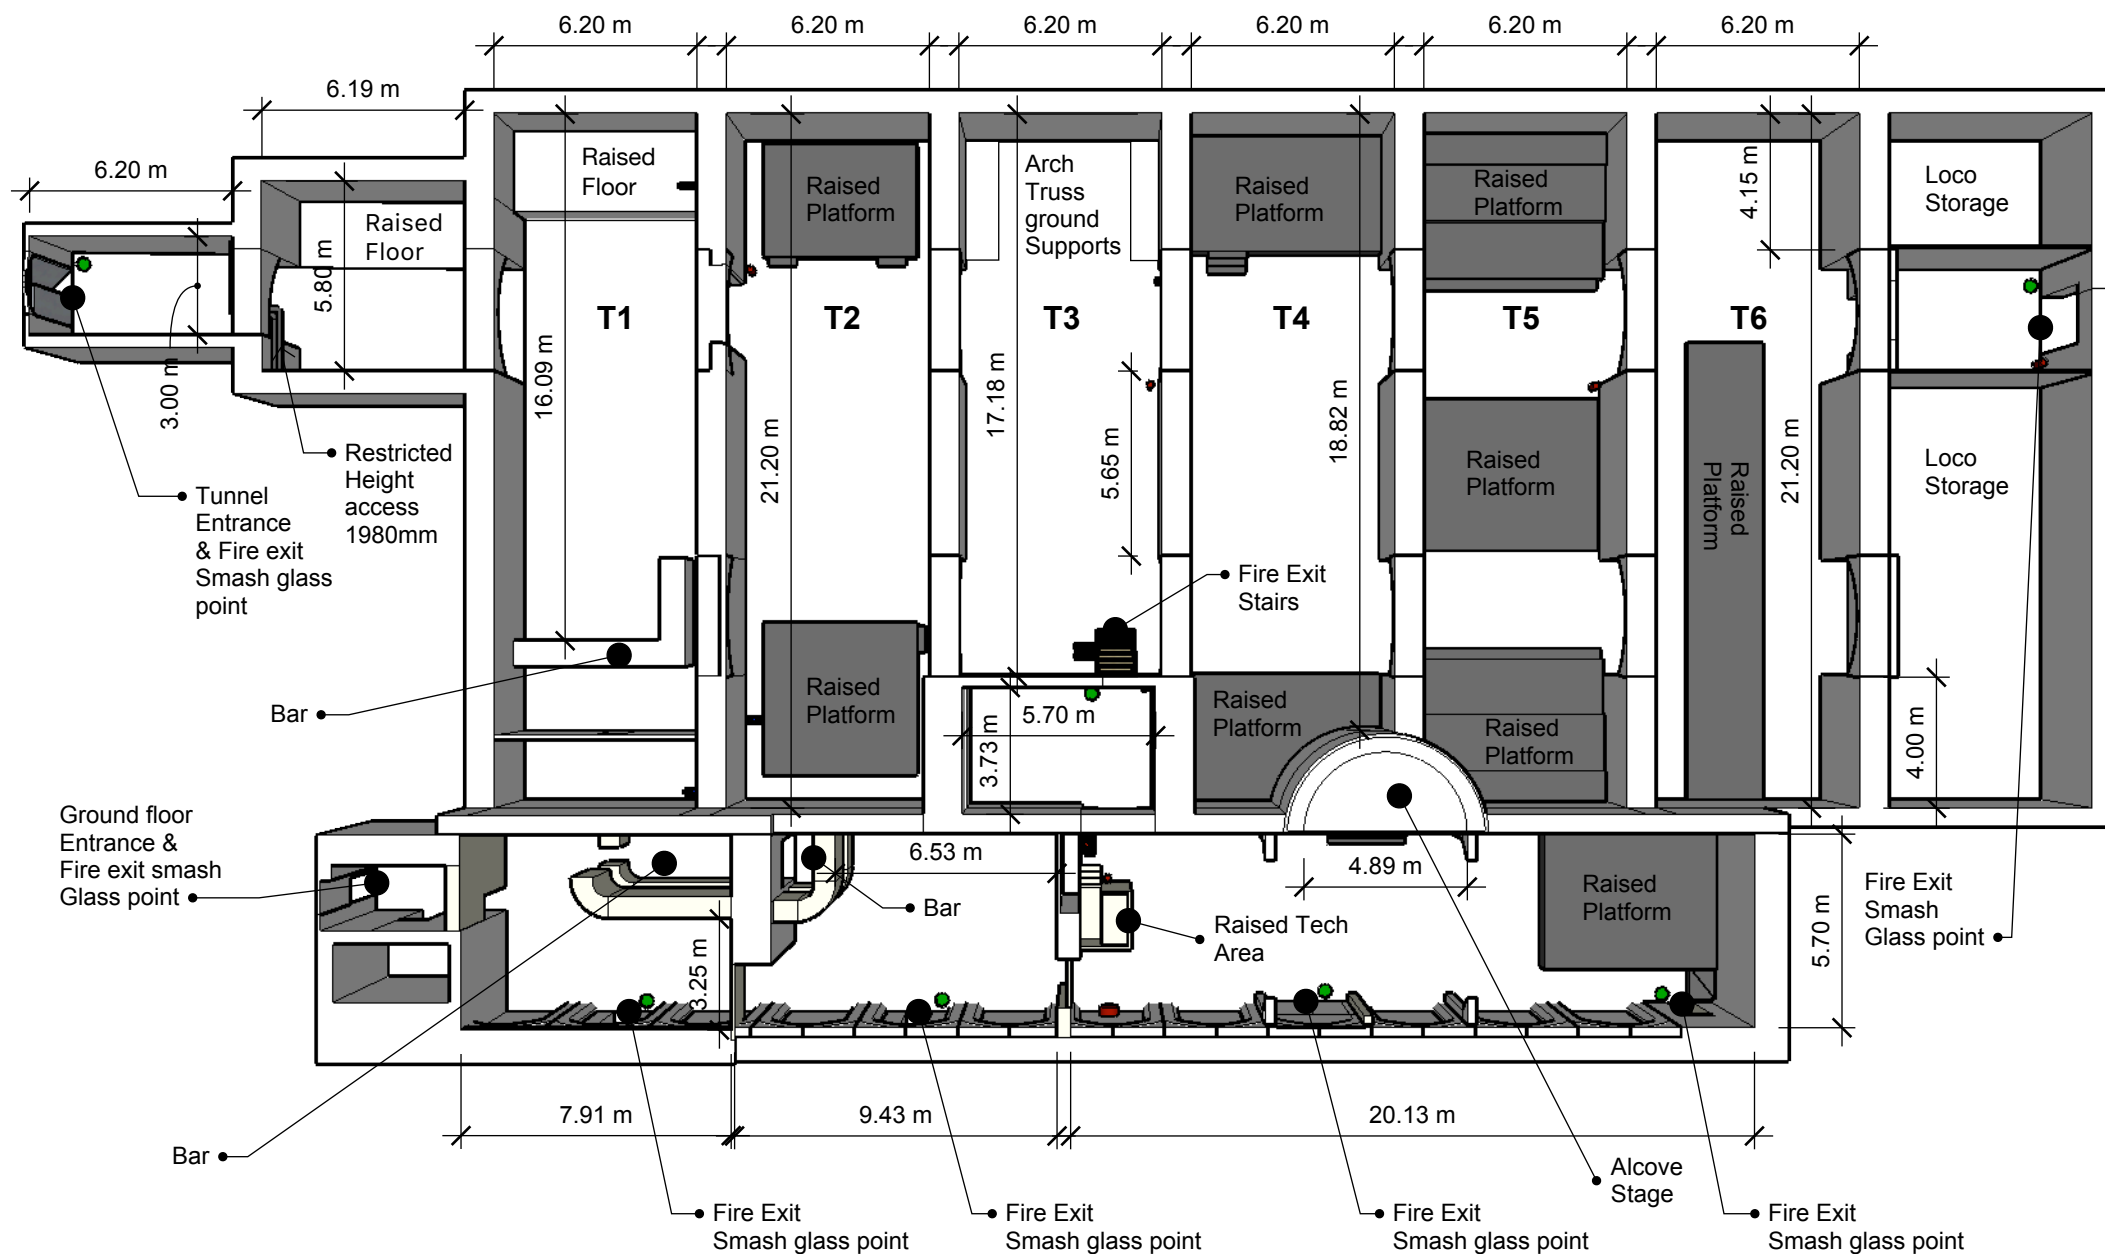 6.20 m
6.20 m
6.20 m
6.20 m
6.20 m
6.20 m
6.19 m
6.20 m
Raised
Floor
Raised
Floor
Raised
Platform
Arch
Truss
ground
Supports
Raised
Platform
Raised
Platform
4.15 m
Loco
Storage
5.80 m
3.00 m
T1
T2
T3
T4
T5
T6
16.09 m
21.20 m
17.18 m
5.65 m
18.82 m
Raised
Platform
Raised
Platform
21.20 m
Loco
Storage
Restricted
Height
access
1980mm
Tunnel
Entrance
& Fire exit
Smash glass
point
Fire Exit
Stairs
Bar
Raised
Platform
5.70 m
3.73 m
Raised
Platform
Raised
Platform
4.00 m
Ground floor
Entrance &
Fire exit smash
Glass point
6.53 m
4.89 m
Bar
Raised Tech
Area
Raised
Platform
5.70 m
Fire Exit
Smash
Glass point
3.25 m
7.91 m
9.43 m
20.13 m
Bar
Alcove
Stage
Fire Exit
Smash glass point
Fire Exit
Smash glass point
Fire Exit
Smash glass point
Fire Exit
Smash glass point